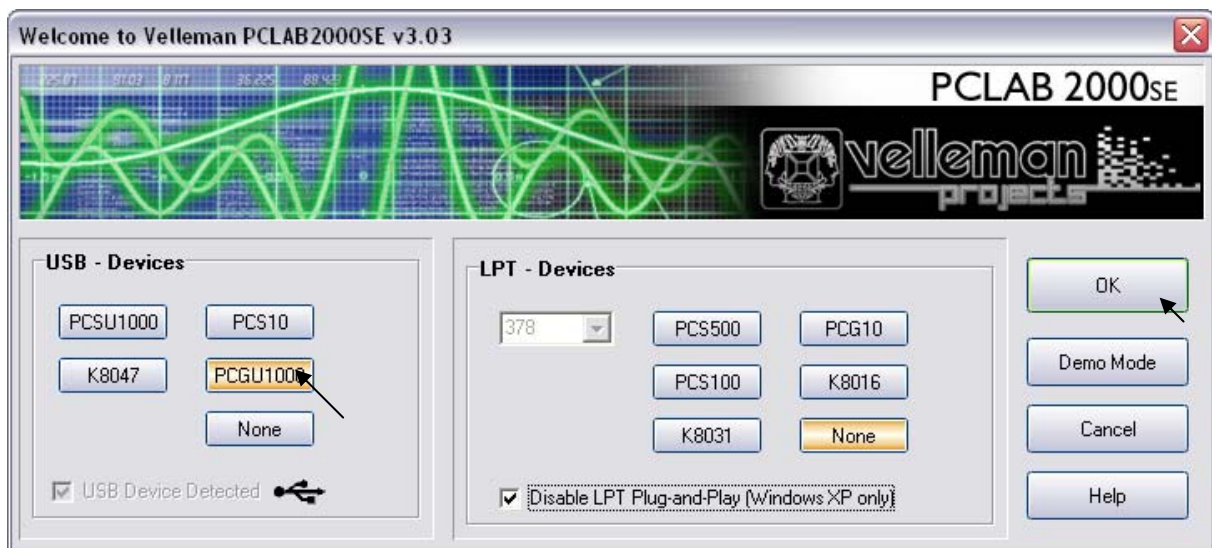 Welcome to Velleman PCLAB2000SE v3.03
PCLAB 2000SE
velleman
projects
USB - Devices
PCSU1000
PCS10
K8047
PCGU1000
None
USB Device Detected
LPT - Devices
378
PCS500
PCG10
PCS100
K8016
K8031
None
Disable LPT Plug-and-Play (Windows XP only)
OK
Demo Mode
Cancel
Help